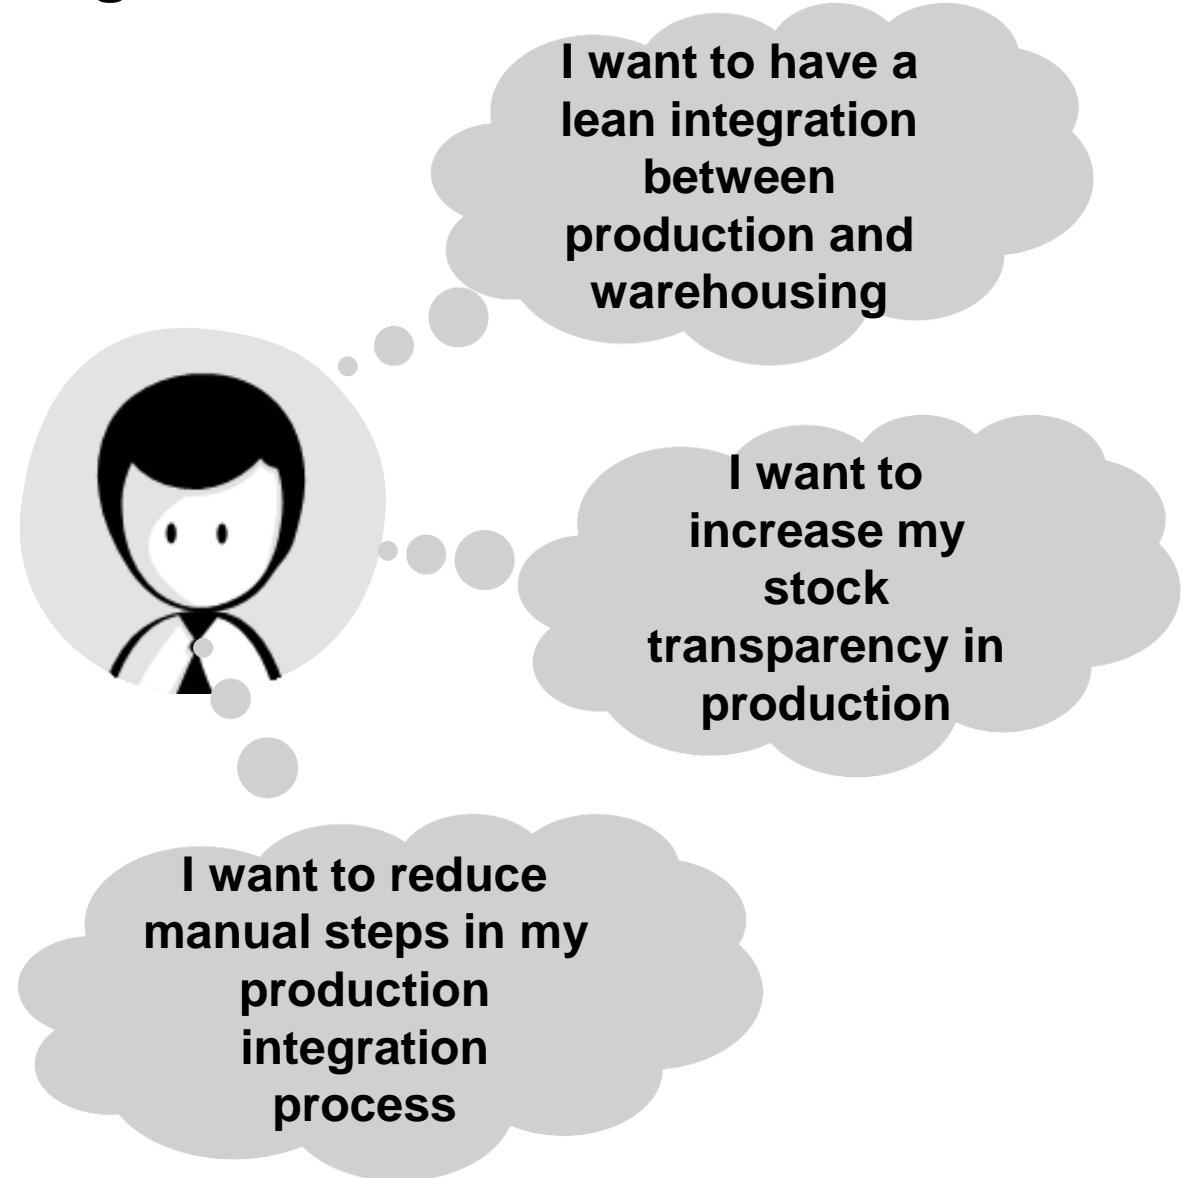 I want to have a
lean integration
between
production and
warehousing
I want to
increase my
stock
transparency in
production
I want to reduce
manual steps in my
production
integration
process